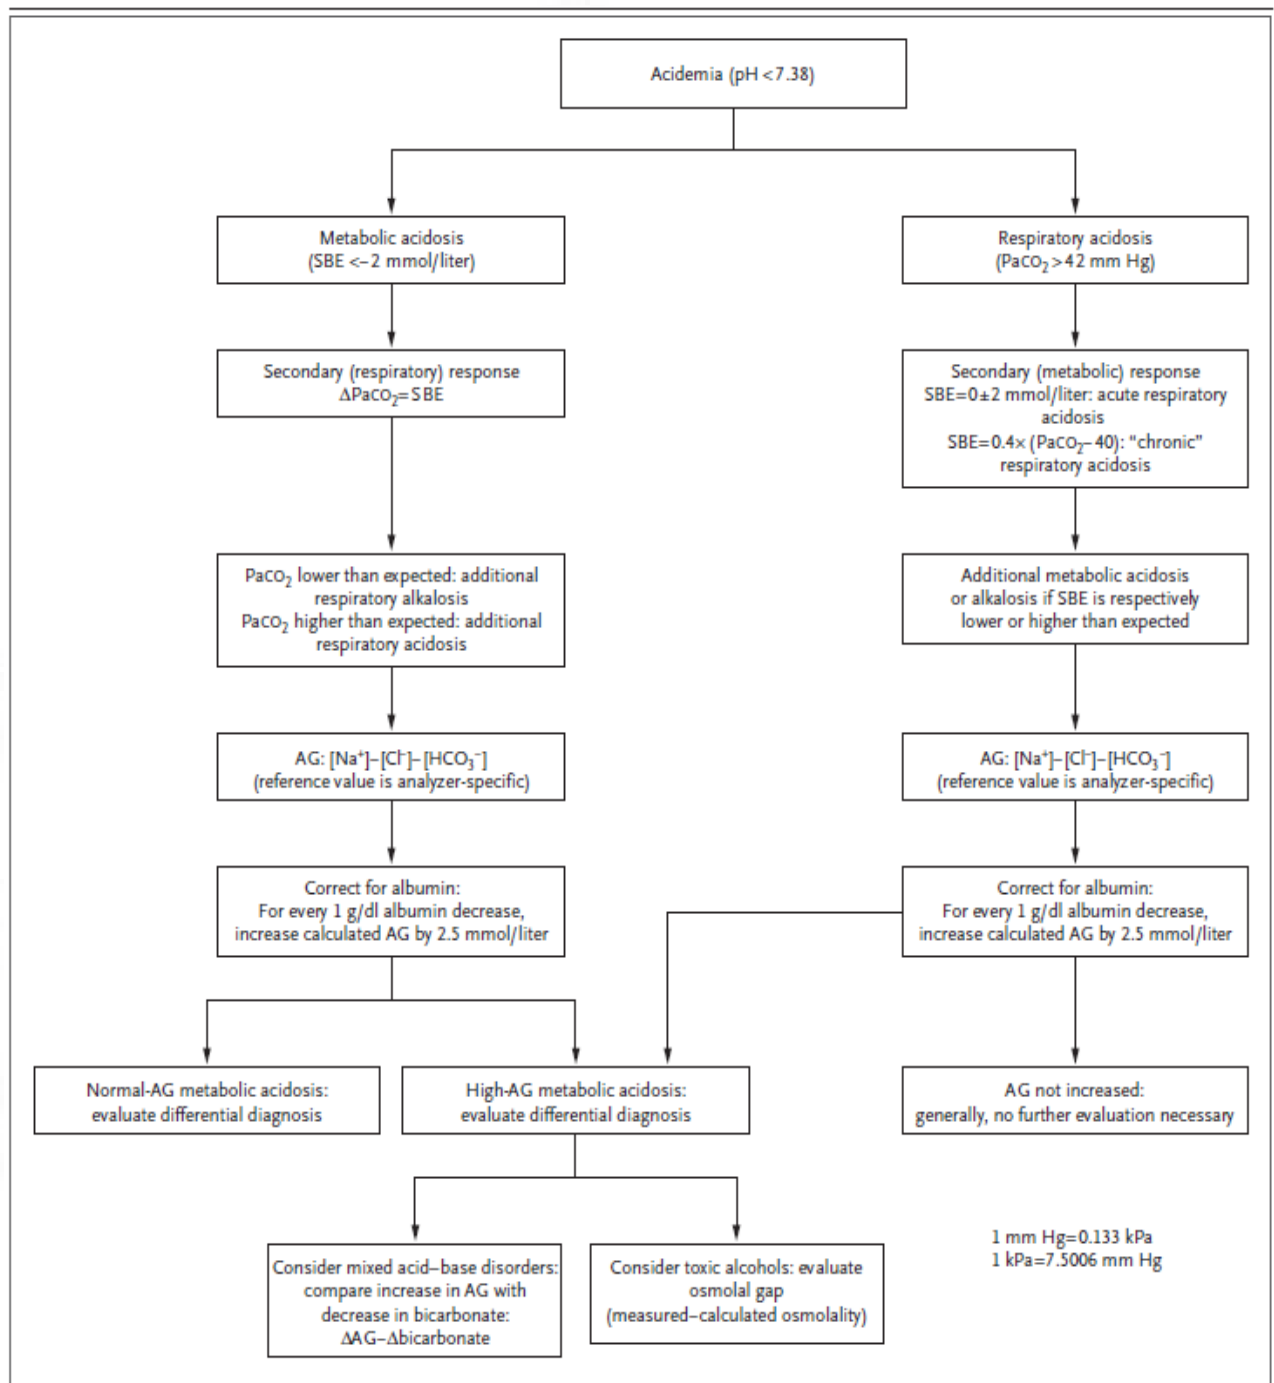 Acidemia (pH <7.38)
Metabolic acidosis
(SBE <–2 mmol/liter)
Respiratory acidosis
(PaCO₂ >42 mm Hg)
Secondary (respiratory) response
ΔPaCO₂=SBE
Secondary (metabolic) response
SBE=0±2 mmol/liter: acute respiratory
acidosis
SBE=0.4× (PaCO₂–40): “chronic”
respiratory acidosis
PaCO₂ lower than expected: additional
respiratory alkalosis
PaCO₂ higher than expected: additional
respiratory acidosis
Additional metabolic acidosis
or alkalosis if SBE is respectively
lower or higher than expected
AG: [Na⁺]–[Cl⁻]–[HCO₃⁻]
(reference value is analyzer-specific)
AG: [Na⁺]–[Cl⁻]–[HCO₃⁻]
(reference value is analyzer-specific)
Correct for albumin:
For every 1 g/dl albumin decrease,
increase calculated AG by 2.5 mmol/liter
Correct for albumin:
For every 1 g/dl albumin decrease,
increase calculated AG by 2.5 mmol/liter
Normal-AG metabolic acidosis:
evaluate differential diagnosis
High-AG metabolic acidosis:
evaluate differential diagnosis
AG not increased:
generally, no further evaluation necessary
Consider mixed acid–base disorders:
compare increase in AG with
decrease in bicarbonate:
ΔAG–Δbicarbonate
Consider toxic alcohols: evaluate
osmolal gap
(measured–calculated osmolality)
1 mm Hg=0.133 kPa
1 kPa=7.5006 mm Hg